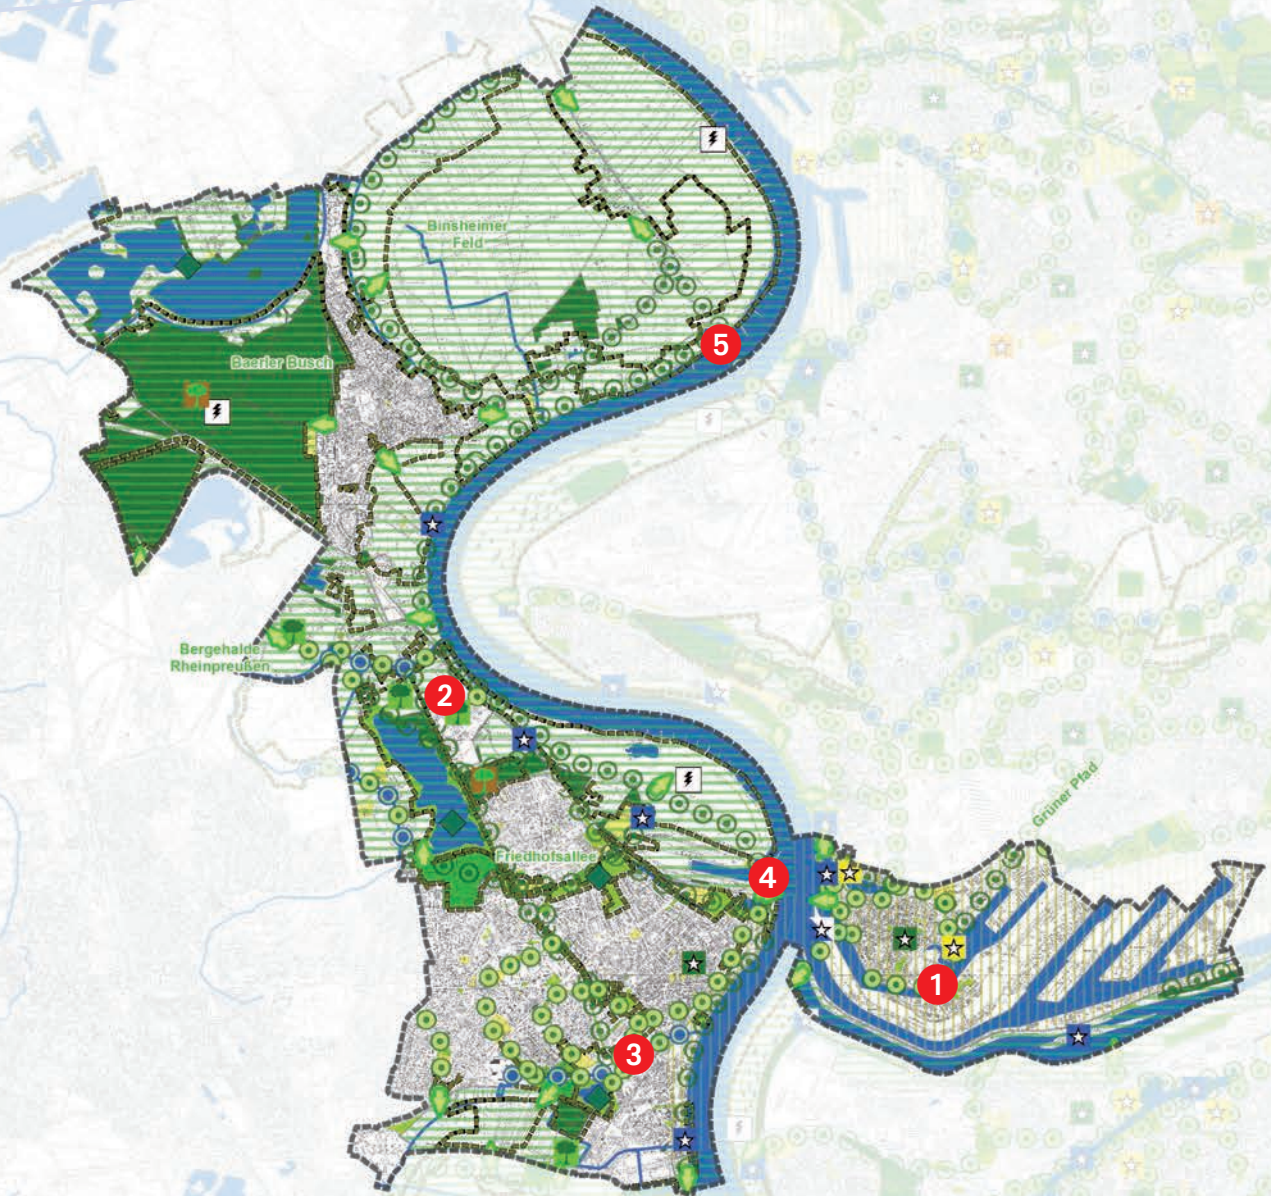 Binsheimer
Feld
5
Baerler Busch
Bergehalde
Rheinpreußen
2
Grüner Pfad
Friedhofsallee
4
1
3